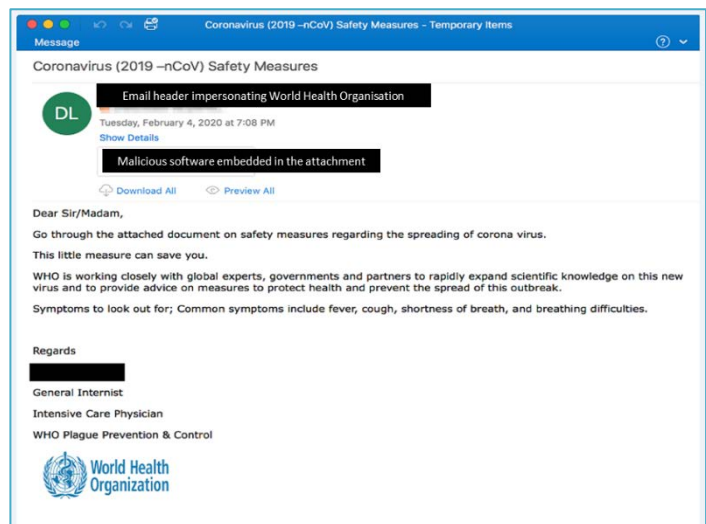 Coronavirus (2019 –nCoV) Safety Measures - Temporary Items
Message
Coronavirus (2019 –nCoV) Safety Measures
Email header impersonating World Health Organisation
DL
Tuesday, February 4, 2020 at 7:08 PM
Show Details
Malicious software embedded in the attachment
Download All Preview All
Dear Sir/Madam,
Go through the attached document on safety measures regarding the spreading of corona virus.
This little measure can save you.
WHO is working closely with global experts, governments and partners to rapidly expand scientific knowledge on this new
virus and to provide advice on measures to protect health and prevent the spread of this outbreak.
Symptoms to look out for; Common symptoms include fever, cough, shortness of breath, and breathing difficulties.
Regards
General Internist
Intensive Care Physician
WHO Plague Prevention & Control
World Health
Organization